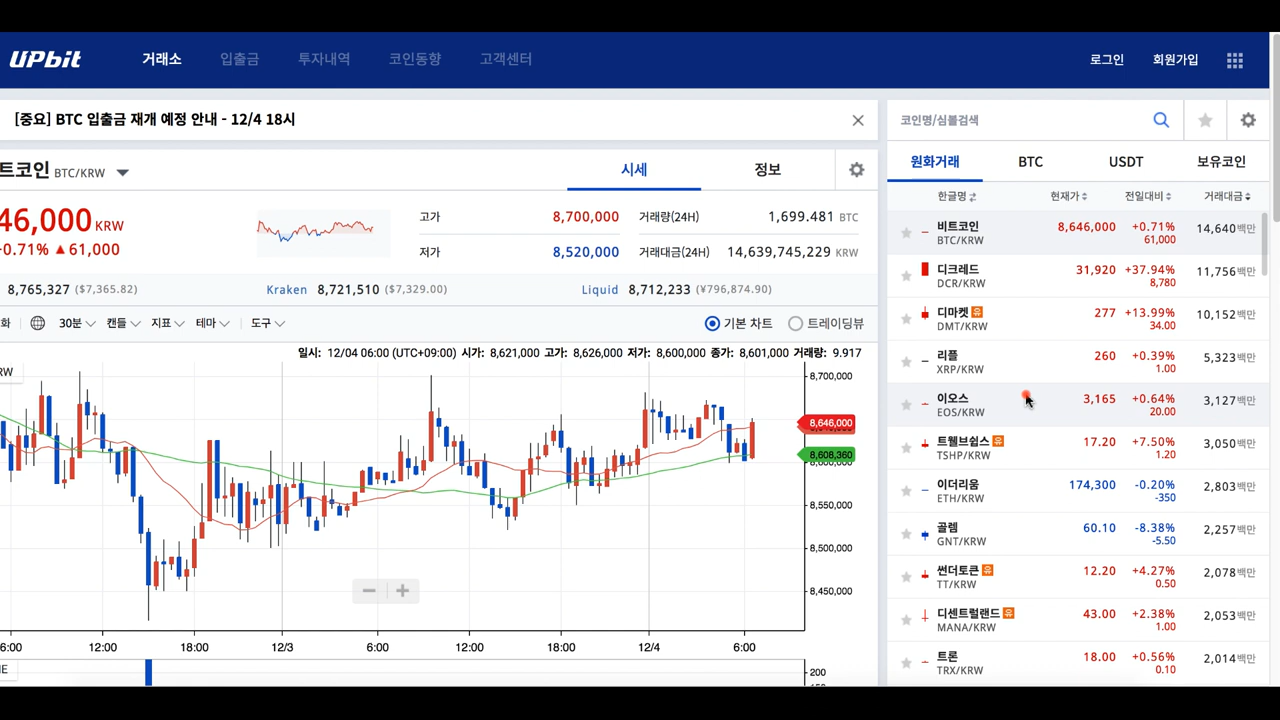 UPbit 거래소 입출금 투자내역 코인동향 고객센터 로그인 회원가입
[중요] BTC 입출금 재개 예정 안내 - 12/4 18시
트코인 BTC/KRW 시세 정보
46,000 KRW
0.71% ▲ 61,000
고가 8,700,000 거래량(24H) 1,699.481 BTC
저가 8,520,000 거래대금(24H) 14,639,745,229 KRW
8,765,327 ($7,365.82) Kraken 8,721,510 ($7,329.00) Liquid 8,712,233 (¥796,874.90)
화 30분 캔들 지표 테마 도구 기본 차트 트레이딩뷰
일시: 12/04 06:00 (UTC+09:00) 시가: 8,621,000 고가: 8,626,000 저가: 8,600,000 종가: 8,601,000 거래량: 9.917
RW
8,700,000
8,646,000
8,608,360
8,550,000
8,500,000
8,450,000
6:00 12:00 18:00 12/3 6:00 12:00 18:00 12/4 6:00
E
200
코인명/심볼검색
원화거래 BTC USDT 보유코인
한글명 현재가 전일대비 거래대금
비트코인 8,646,000 +0.71% 14,640백만
BTC/KRW 61,000
디크레드 31,920 +37.94% 11,756백만
DCR/KRW 8,780
디마켓 유 277 +13.99% 10,152백만
DMT/KRW 34.00
리플 260 +0.39% 5,323백만
XRP/KRW 1.00
이오스 3,165 +0.64% 3,127백만
EOS/KRW 20.00
트웰브쉽스 유 17.20 +7.50% 3,050백만
TSHP/KRW 1.20
이더리움 174,300 -0.20% 2,803백만
ETH/KRW -350
골렘 60.10 -8.38% 2,257백만
GNT/KRW -5.50
썬더토큰 유 12.20 +4.27% 2,078백만
TT/KRW 0.50
디센트럴랜드 유 43.00 +2.38% 2,053백만
MANA/KRW 1.00
트론 18.00 +0.56% 2,014백만
TRX/KRW 0.10